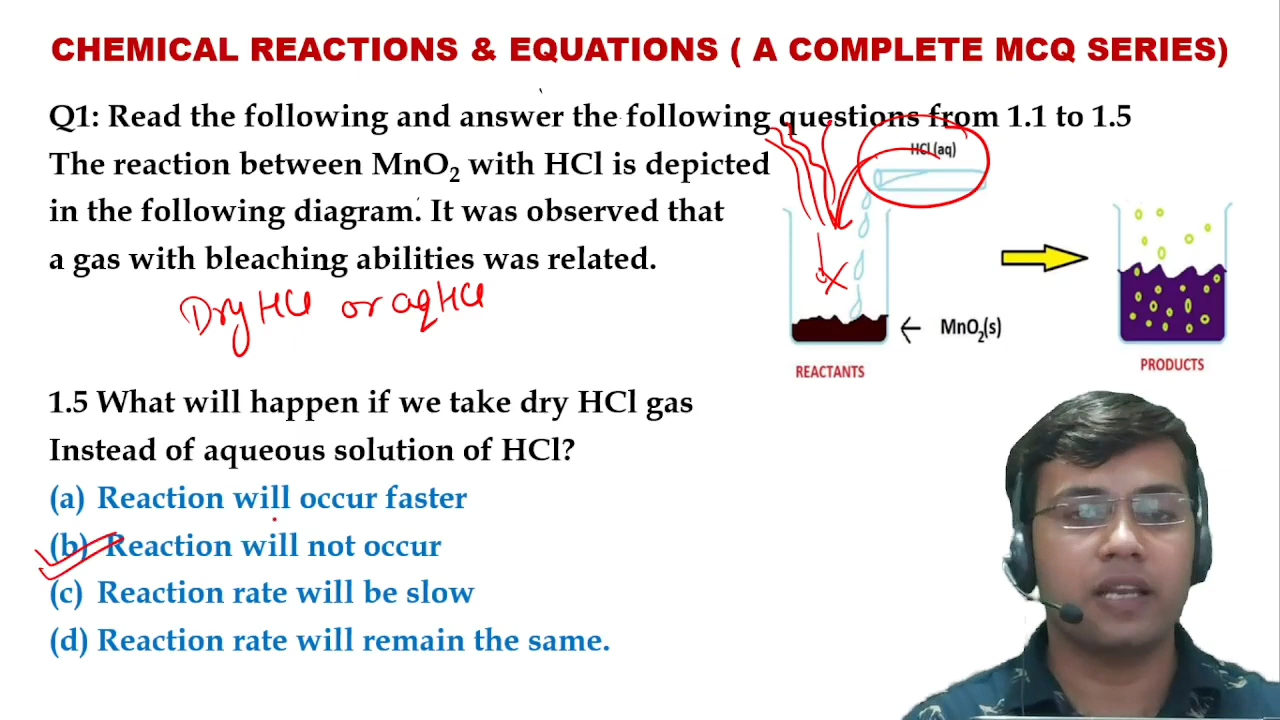 CHEMICAL REACTIONS & EQUATIONS ( A COMPLETE MCQ SERIES)
Q1: Read the following and answer the following questions from 1.1 to 1.5
The reaction between MnO₂ with HCl is depicted
in the following diagram. It was observed that
a gas with bleaching abilities was related.
HCl(aq)
MnO₂(s)
REACTANTS
PRODUCTS
Dry HCl or aq HCl
1.5 What will happen if we take dry HCl gas
Instead of aqueous solution of HCl?
(a) Reaction will occur faster
(b) Reaction will not occur
(c) Reaction rate will be slow
(d) Reaction rate will remain the same.